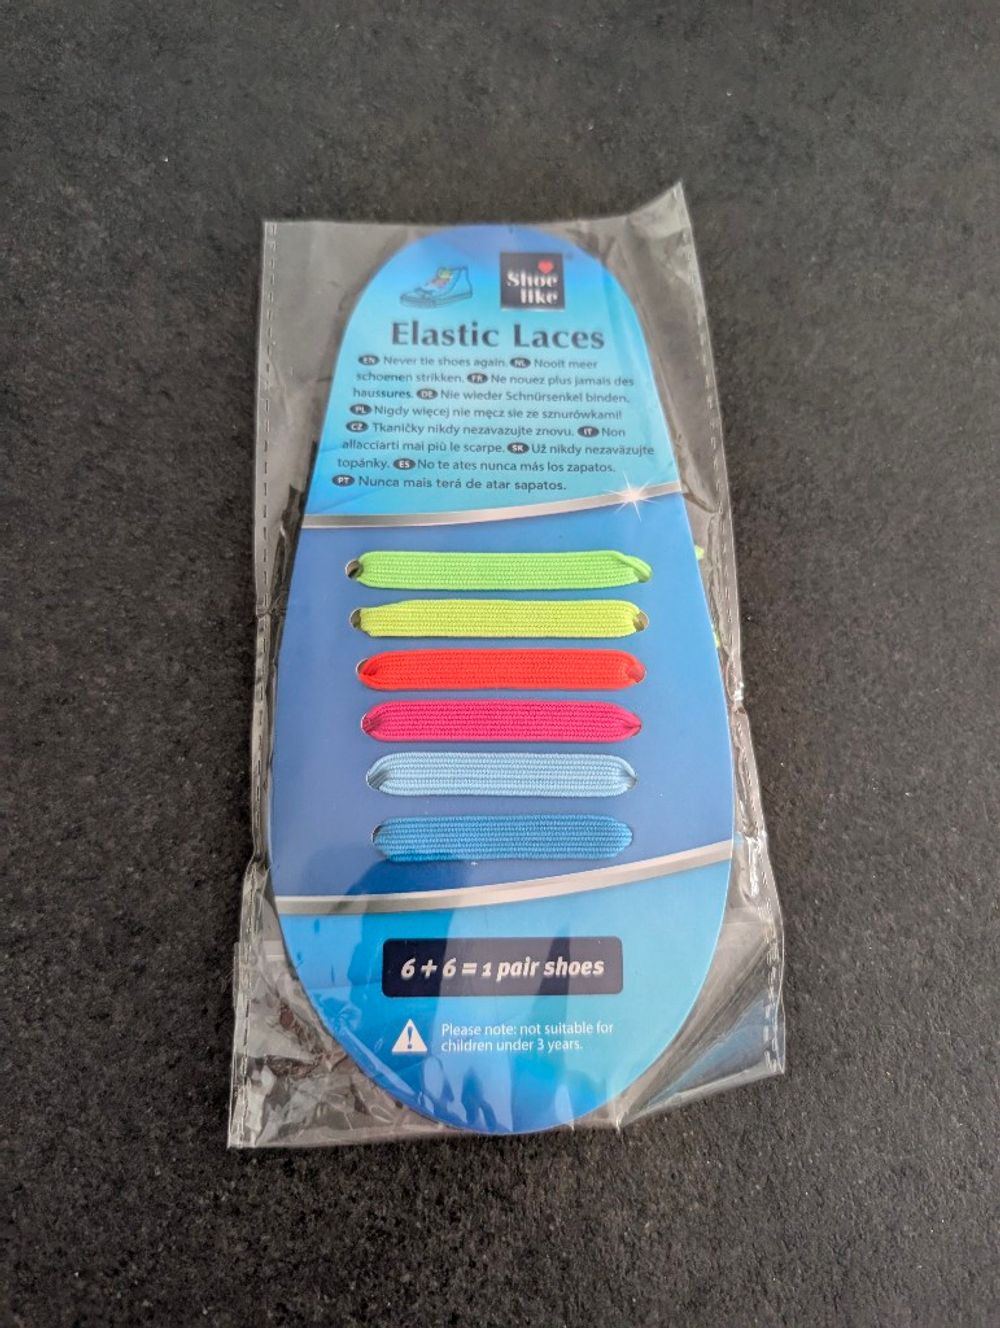 Shoe
like
Elastic Laces
EN Never tie shoes again. NL Nooit meer
schoenen strikken. FR Ne nouez plus jamais des
haussures. DE Nie wieder Schnürsenkel binden.
PL Nigdy więcej nie męcz sie ze sznurówkami!
CZ Tkaničky nikdy nezavazujte znovu. IT Non
allacciarti mai più le scarpe. SK Už nikdy nezaväzujte
topánky. ES No te ates nunca más los zapatos.
PT Nunca mais terá de atar sapatos.
6 + 6 = 1 pair shoes
Please note: not suitable for
children under 3 years.